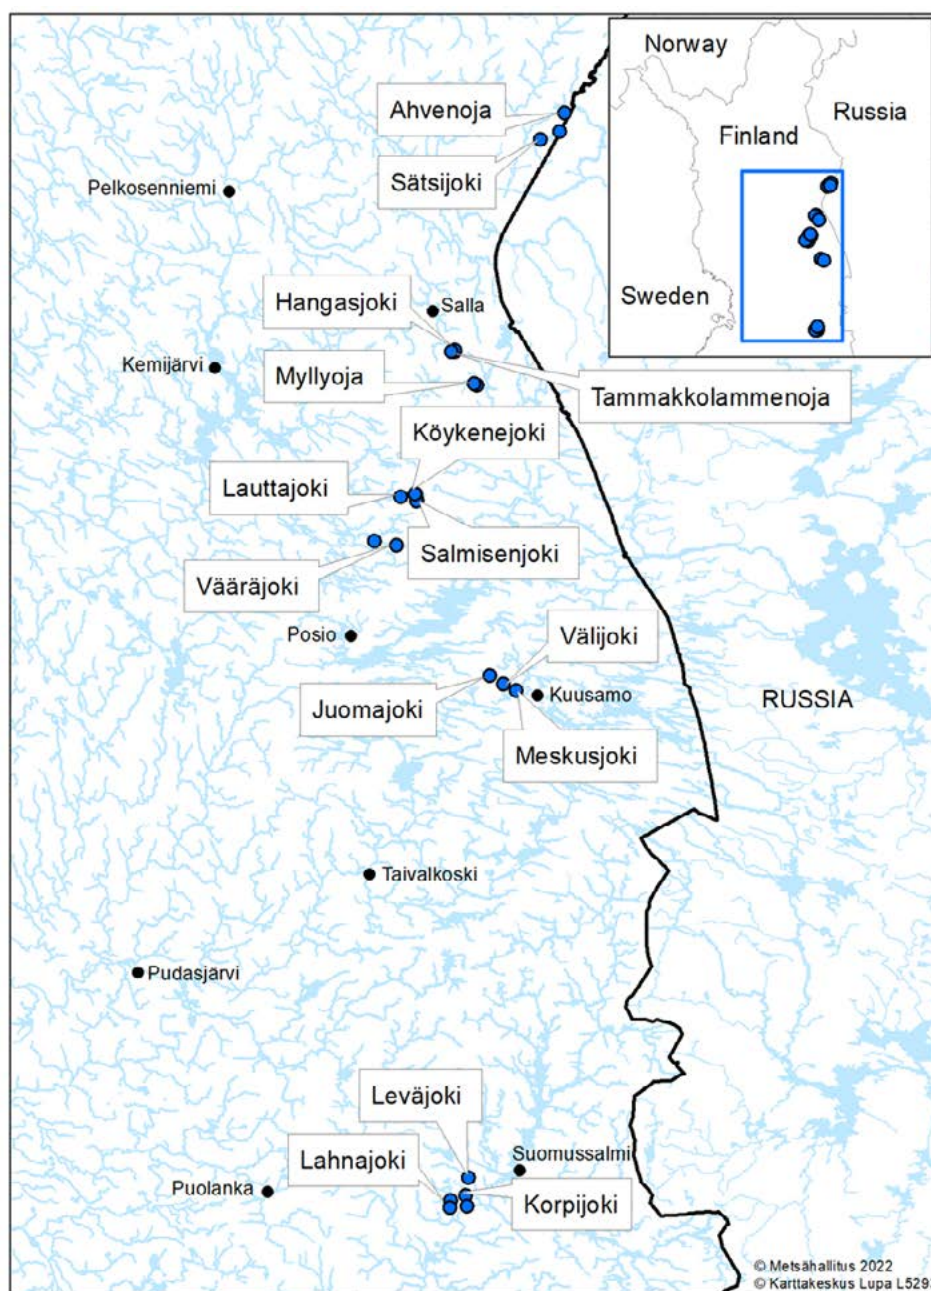 Norway
Russia
Finland
Sweden
Ahvenoja
Sätsijoki
Pelkosenniemi
Hangasjoki
Salla
Kemijärvi
Myllyoja
Tammakkolammenoja
Köykenejoki
Lauttajoki
Salmisenjoki
Vääräjoki
Posio
Välijoki
Juomajoki
Kuusamo
RUSSIA
Meskusjoki
Taivalkoski
Pudasjärvi
Leväjoki
Suomussalmi
Lahnajoki
Puolanka
Korpijoki
© Metsähallitus 2022
© Karttakeskus Lupa L529